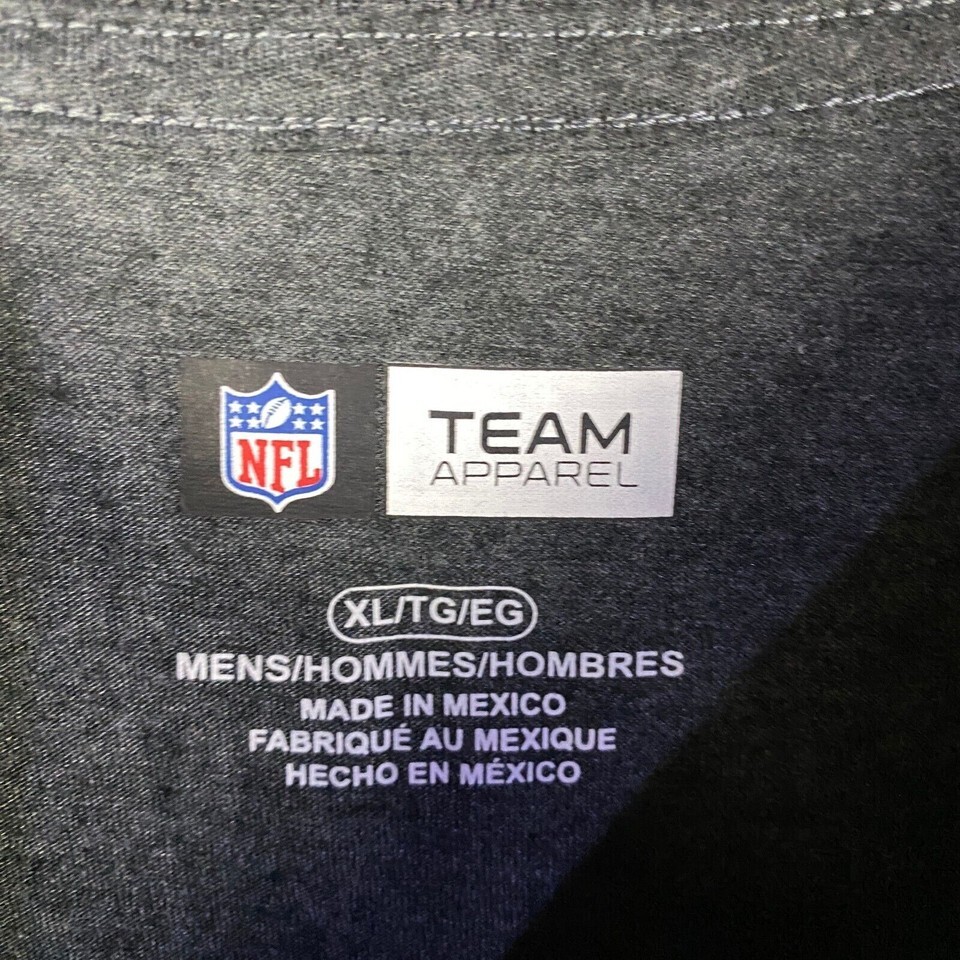 NFL
TEAM
APPAREL
XL/TG/EG
MENS/HOMMES/HOMBRES
MADE IN MEXICO
FABRIQUÉ AU MEXIQUE
HECHO EN MÉXICO